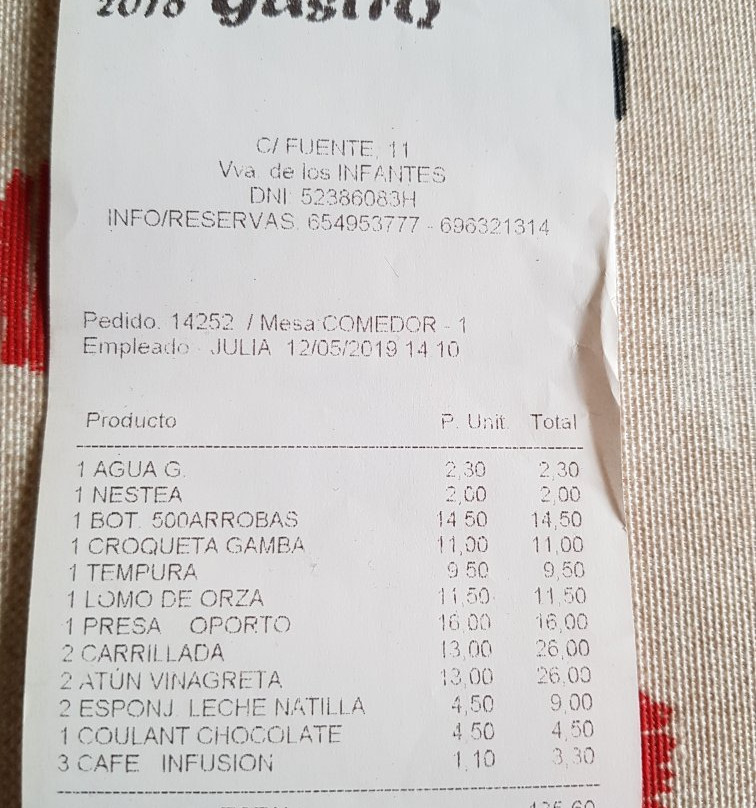 2018 gastro
C/ FUENTE, 11
Vva. de los INFANTES
DNI: 52386083H
INFO/RESERVAS: 654953777 - 696321314
Pedido: 14252 / Mesa:COMEDOR - 1
Empleado - JULIA 12/05/2019 14:10
Producto P. Unit. Total
1 AGUA G. 2,30 2,30
1 NESTEA 2,00 2,00
1 BOT. 500ARROBAS 14,50 14,50
1 CROQUETA GAMBA 11,00 11,00
1 TEMPURA 9,50 9,50
1 LOMO DE ORZA 11,50 11,50
1 PRESA OPORTO 16,00 16,00
2 CARRILLADA 13,00 26,00
2 ATÚN VINAGRETA 13,00 26,00
2 ESPONJ. LECHE NATILLA 4,50 9,00
1 COULANT CHOCOLATE 4,50 4,50
3 CAFE INFUSION 1,10 3,30